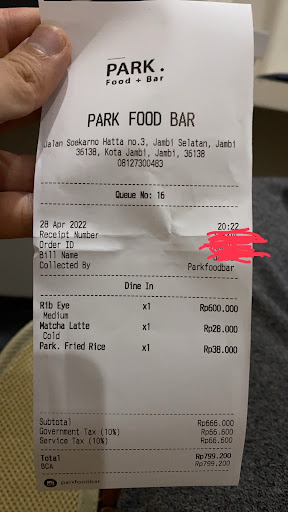 PARK.
Food + Bar
PARK FOOD BAR
Jalan Soekarno Hatta no.3, Jambi Selatan, Jambi
36138, Kota Jambi, Jambi, 36138
08127300483
Queue No: 16
28 Apr 2022 20:22
Receipt Number
Order ID
Bill Name
Collected By Parkfoodbar
Dine In
Rib Eye x1 Rp600.000
Medium
Matcha Latte x1 Rp28.000
Cold
Park. Fried Rice x1 Rp38.000
Subtotal Rp666.000
Government Tax (10%) Rp66.600
Service Tax (10%) Rp66.600
Total Rp799.200
BCA Rp799.200
parkfoodbar